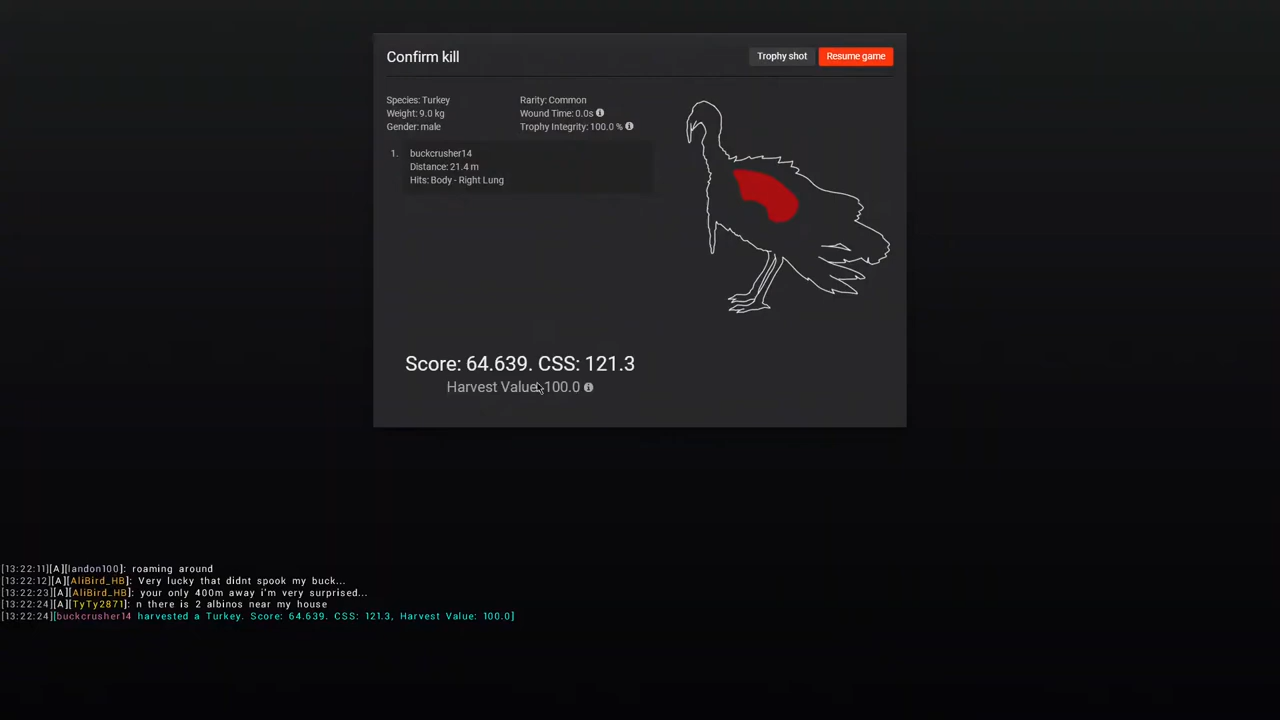 Confirm kill
Trophy shot
Resume game
Species: Turkey
Weight: 9.0 kg
Gender: male
Rarity: Common
Wound Time: 0.0s
Trophy Integrity: 100.0 %
1. buckcrusher14
Distance: 21.4 m
Hits: Body - Right Lung
Score: 64.639. CSS: 121.3
Harvest Value: 100.0
[13:22:11][A][landon100]: roaming around
[13:22:12][A][AliBird_HB]: Very lucky that didnt spook my buck...
[13:22:23][A][AliBird_HB]: your only 400m away i'm very surprised...
[13:22:24][A][TyTy2871]: n there is 2 albinos near my house
[13:22:24][buckcrusher14 harvested a Turkey. Score: 64.639. CSS: 121.3, Harvest Value: 100.0]